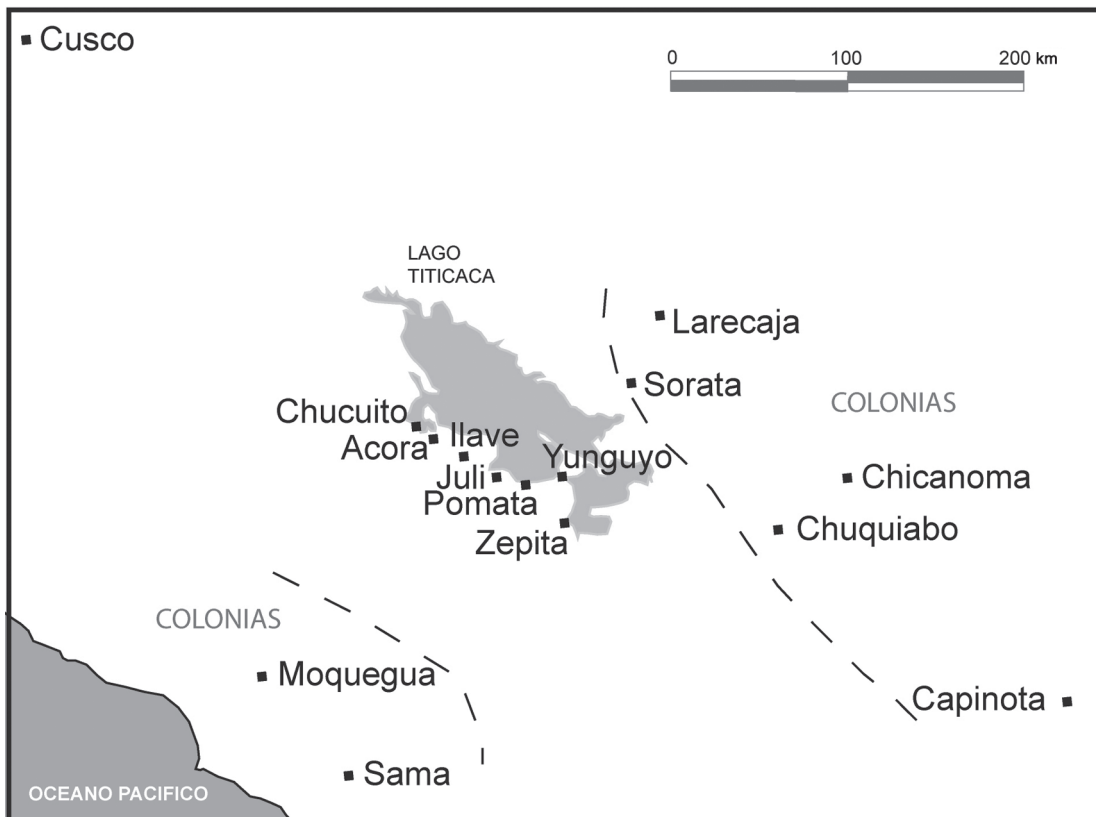 Cusco
0 100 200 km
LAGO
TITICACA
Larecaja
Sorata
COLONIAS
Chucuito
Acora
Ilave
Yunguyo
Juli
Chicanoma
Pomata
Chuquiabo
Zepita
COLONIAS
Moquegua
Capinota
Sama
OCEANO PACIFICO